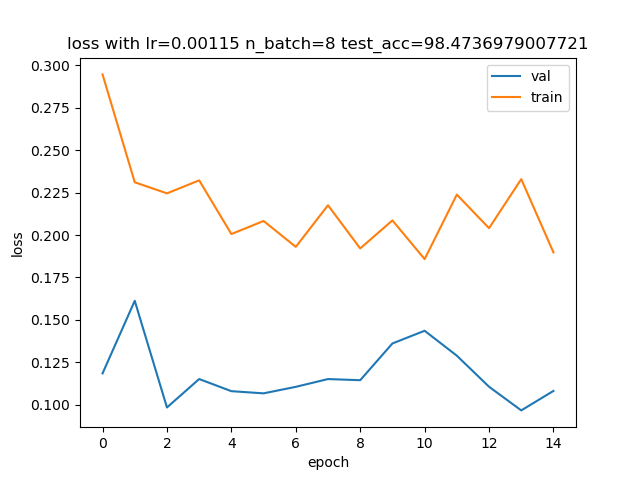 loss with lr=0.00115 n_batch=8 test_acc=98.4736979007721
0.300
0.275
0.250
0.225
0.200
0.175
0.150
0.125
0.100
loss
val
train
0 2 4 6 8 10 12 14
epoch